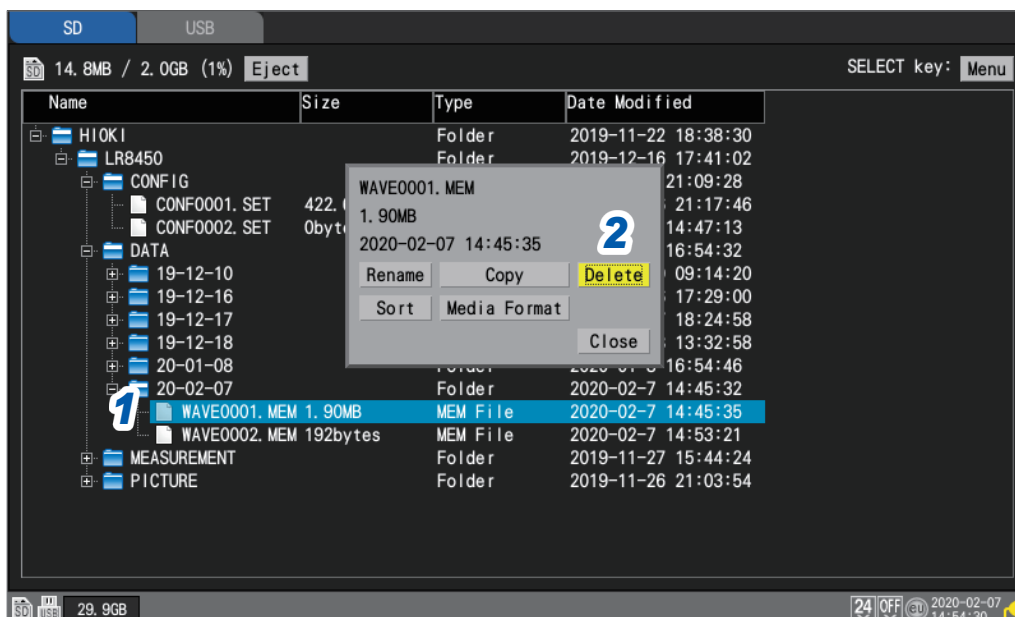 SD USB
SD 14.8MB / 2.0GB (1%) Eject SELECT key: Menu
Name Size Type Date Modified
HIOKI Folder 2019-11-22 18:38:30
LR8450 Folder 2019-12-16 17:41:02
CONFIG 21:09:28
CONF0001.SET 422. 21:17:46
CONF0002.SET 0byt 14:47:13
DATA 16:54:32
19-12-10 09:14:20
19-12-16 17:29:00
19-12-17 18:24:58
19-12-18 13:32:58
20-01-08 16:54:46
20-02-07 Folder 2020-02-7 14:45:32
1 WAVE0001.MEM 1.90MB MEM File 2020-02-7 14:45:35
WAVE0002.MEM 192bytes MEM File 2020-02-7 14:53:21
MEASUREMENT Folder 2019-11-27 15:44:24
PICTURE Folder 2019-11-26 21:03:54
WAVE0001.MEM
1.90MB
2020-02-07 14:45:35
2
Rename Copy Delete
Sort Media Format
Close
SD USB 29.9GB 24 OFF eu 2020-02-07